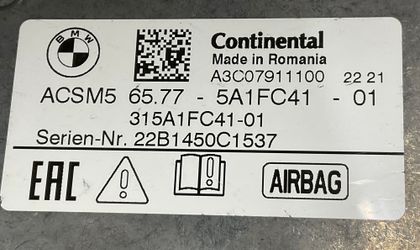 BMW
Continental
Made in Romania
A3C07911100 22 21
ACSM5 65.77 - 5A1FC41 - 01
315A1FC41-01
Serien-Nr. 22B1450C1537
EAC AIRBAG